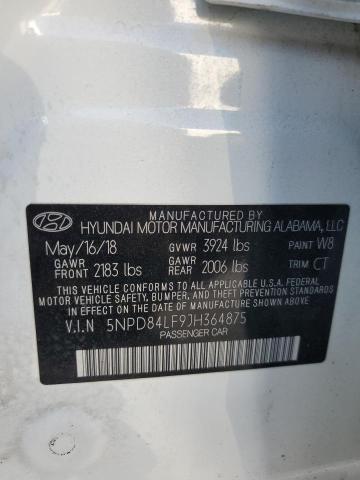 MFD BY
HYUNDAI MOTOR MANUFACTURING ALABAMA, LLC
May/16/18 GVWR 3924 lbs PAINT W8
GAWR FRONT 2183 lbs GAWR REAR 2006 lbs TRIM CT
THIS VEHICLE CONFORMS TO ALL APPLICABLE U.S.
FEDERAL MOTOR VEHICLE SAFETY,
BUMPER, AND THEFT PREVENTION
STANDARDS IN EFFECT ON THE DATE OF MANUFACTURE SHOWN ABOVE.
V.I.N 5NPD84LF9JH364875
PASSENGER CAR